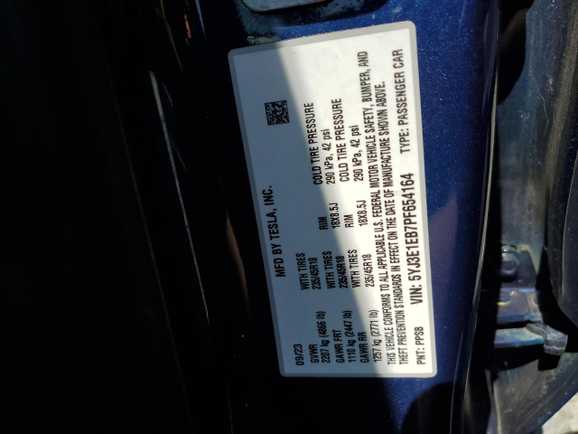 MFD BY TESLA, INC.
09/23
GVWR WITH TIRES RIM COLD TIRE PRESSURE
2207 kg (4866 lb) 235/45R18 18X8.5J 290 kPa, 42 psi
GAWR FRT WITH TIRES RIM COLD TIRE PRESSURE
1110 kg (2447 lb) 235/45R18 18X8.5J 290 kPa, 42 psi
GAWR RR WITH TIRES
1257 kg (2771 lb) 235/45R18
THIS VEHICLE CONFORMS TO ALL APPLICABLE U.S. FEDERAL MOTOR VEHICLE SAFETY, BUMPER, AND
THEFT PREVENTION STANDARDS IN EFFECT ON THE DATE OF MANUFACTURE SHOWN ABOVE.
VIN: 5YJ3E1EB7PF654164 TYPE: PASSENGER CAR
PNT: PPSB